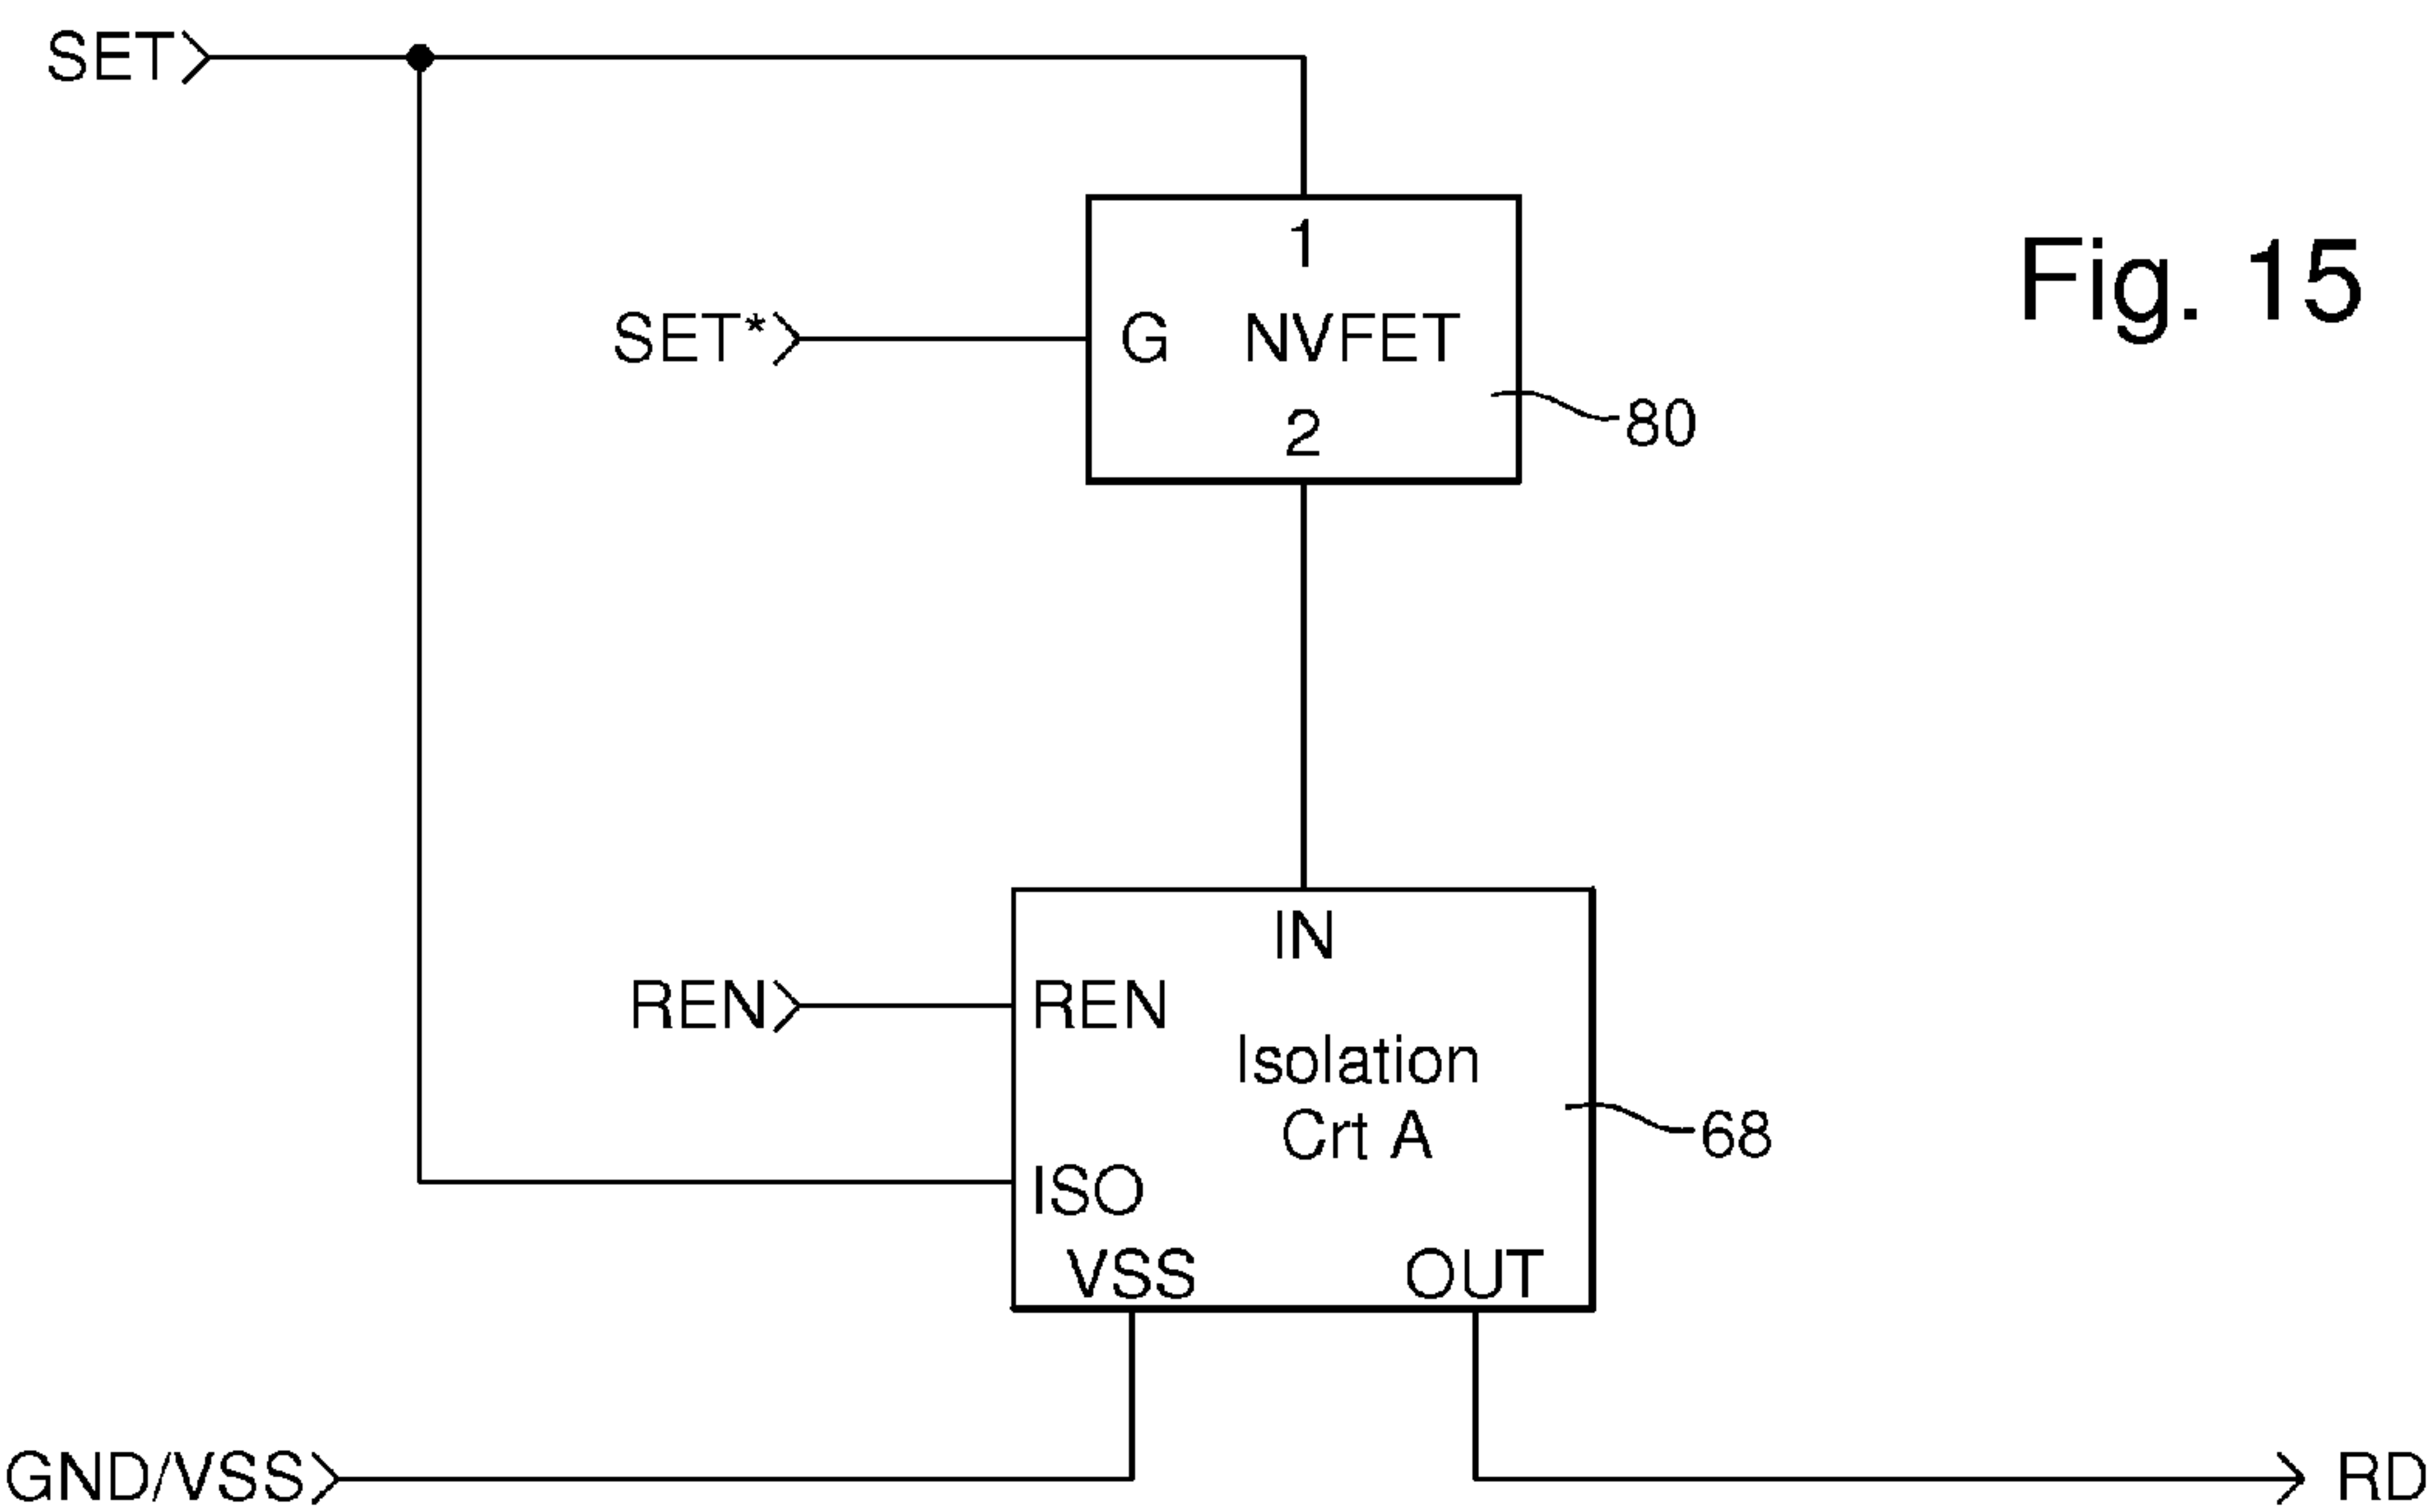 SET
1
Fig. 15
SET*
G NVFET
80
2
IN
REN REN
Isolation
Crt A
68
ISO
VSS OUT
GND/VSS
RD